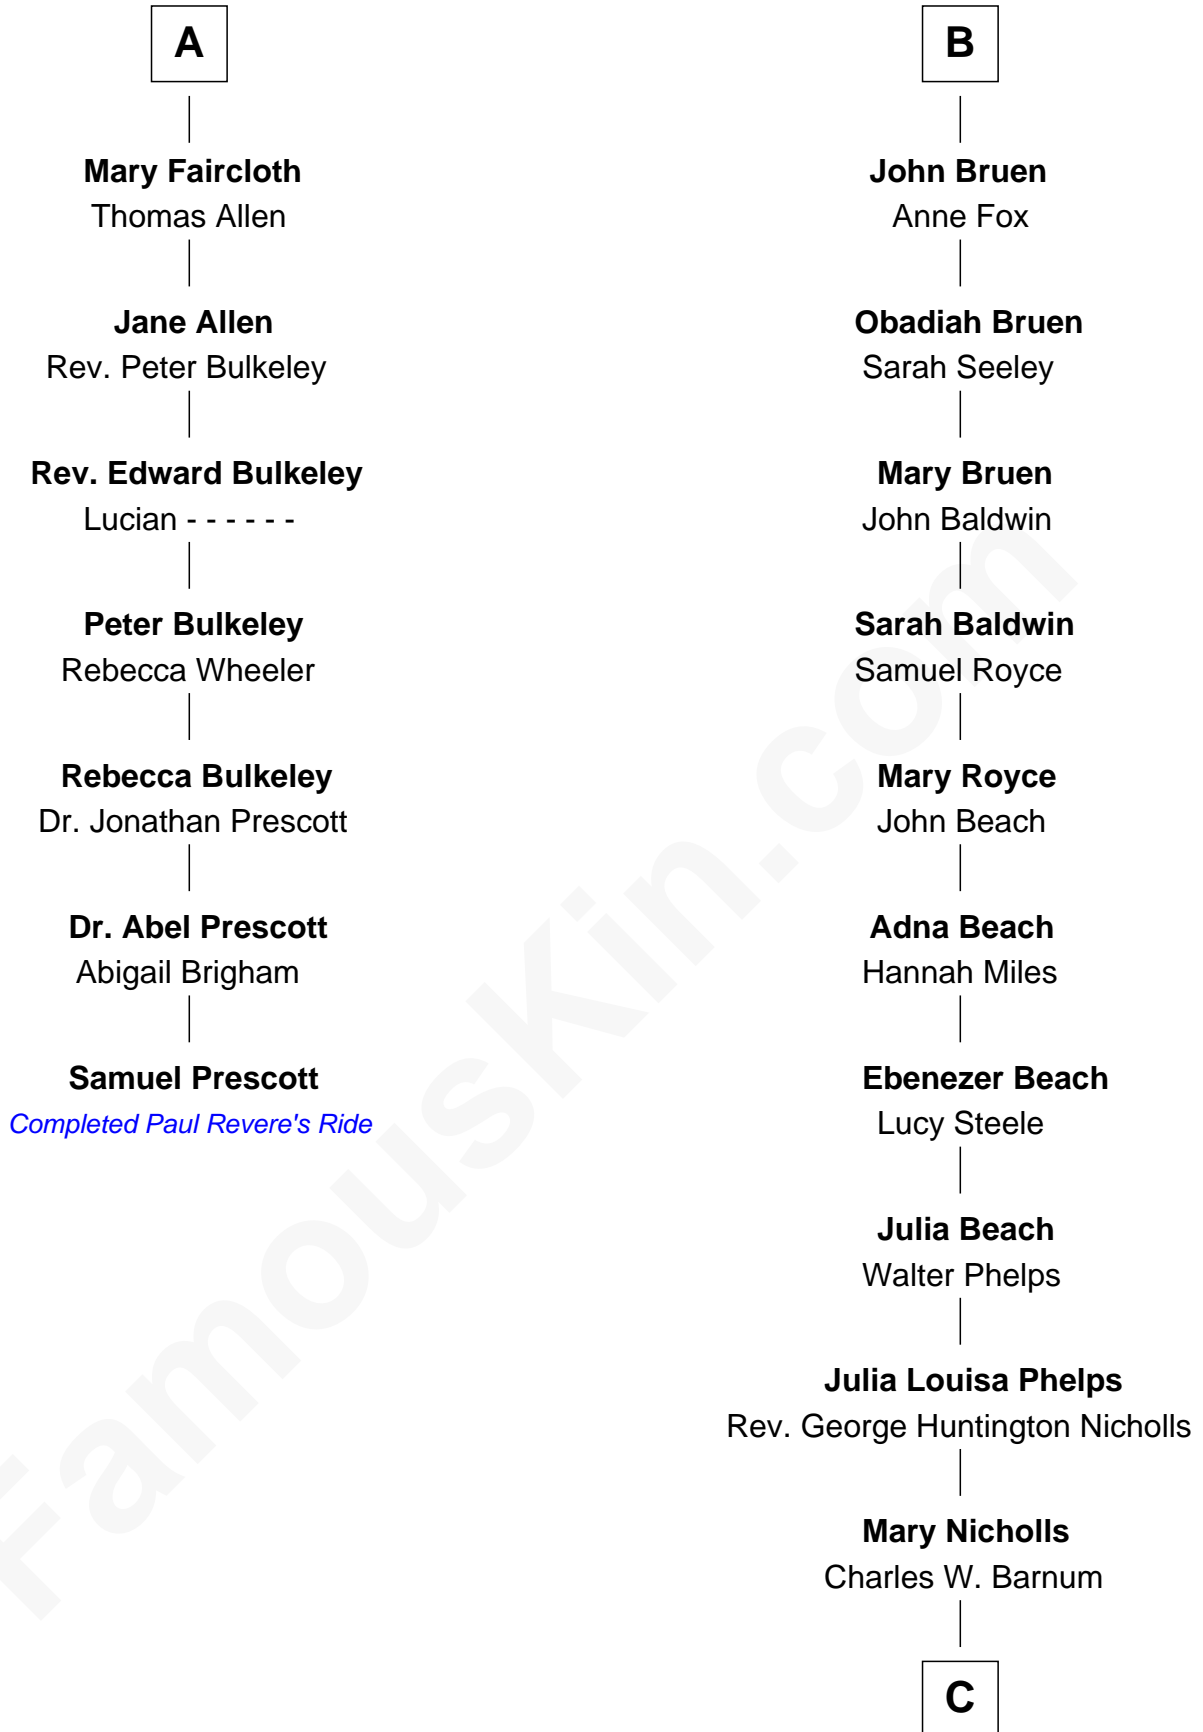 A
Mary Faircloth
Thomas Allen
Jane Allen
Rev. Peter Bulkeley
Rev. Edward Bulkeley
Lucian - - - - - -
Peter Bulkeley
Rebecca Wheeler
Rebecca Bulkeley
Dr. Jonathan Prescott
Dr. Abel Prescott
Abigail Brigham
Samuel Prescott
Completed Paul Revere's Ride
B
John Bruen
Anne Fox
Obadiah Bruen
Sarah Seeley
Mary Bruen
John Baldwin
Sarah Baldwin
Samuel Royce
Mary Royce
John Beach
Adna Beach
Hannah Miles
Ebenezer Beach
Lucy Steele
Julia Beach
Walter Phelps
Julia Louisa Phelps
Rev. George Huntington Nicholls
Mary Nicholls
Charles W. Barnum
C
FamousKin.com